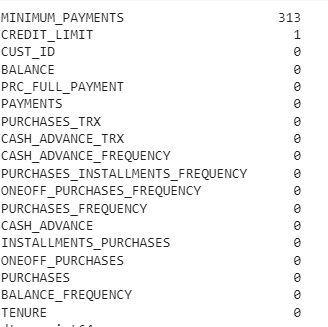 MINIMUM_PAYMENTS 313
CREDIT_LIMIT 1
CUST_ID 0
BALANCE 0
PRC_FULL_PAYMENT 0
PAYMENTS 0
PURCHASES_TRX 0
CASH_ADVANCE_TRX 0
CASH_ADVANCE_FREQUENCY 0
PURCHASES_INSTALLMENTS_FREQUENCY 0
ONEOFF_PURCHASES_FREQUENCY 0
PURCHASES_FREQUENCY 0
CASH_ADVANCE 0
INSTALLMENTS_PURCHASES 0
ONEOFF_PURCHASES 0
PURCHASES 0
BALANCE_FREQUENCY 0
TENURE 0